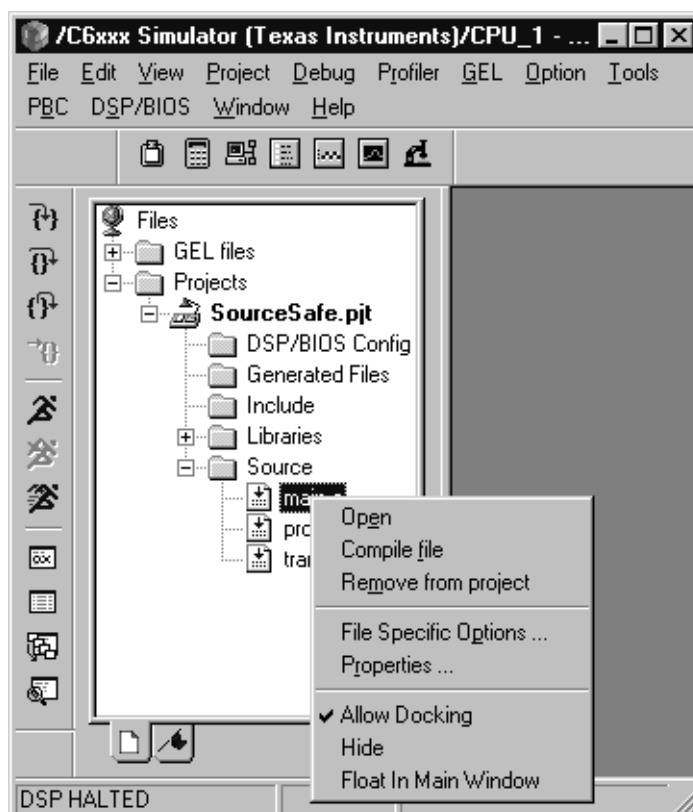 /C6xxx Simulator (Texas Instruments)/CPU_1 - ...
File Edit View Project Debug Profiler GEL Option Tools
PBC DSP/BIOS Window Help
Files
GEL files
Projects
SourceSafe.pjt
DSP/BIOS Config
Generated Files
Include
Libraries
Source
Open
Compile file
Remove from project
File Specific Options ...
Properties ...
Allow Docking
Hide
Float In Main Window
DSP HALTED